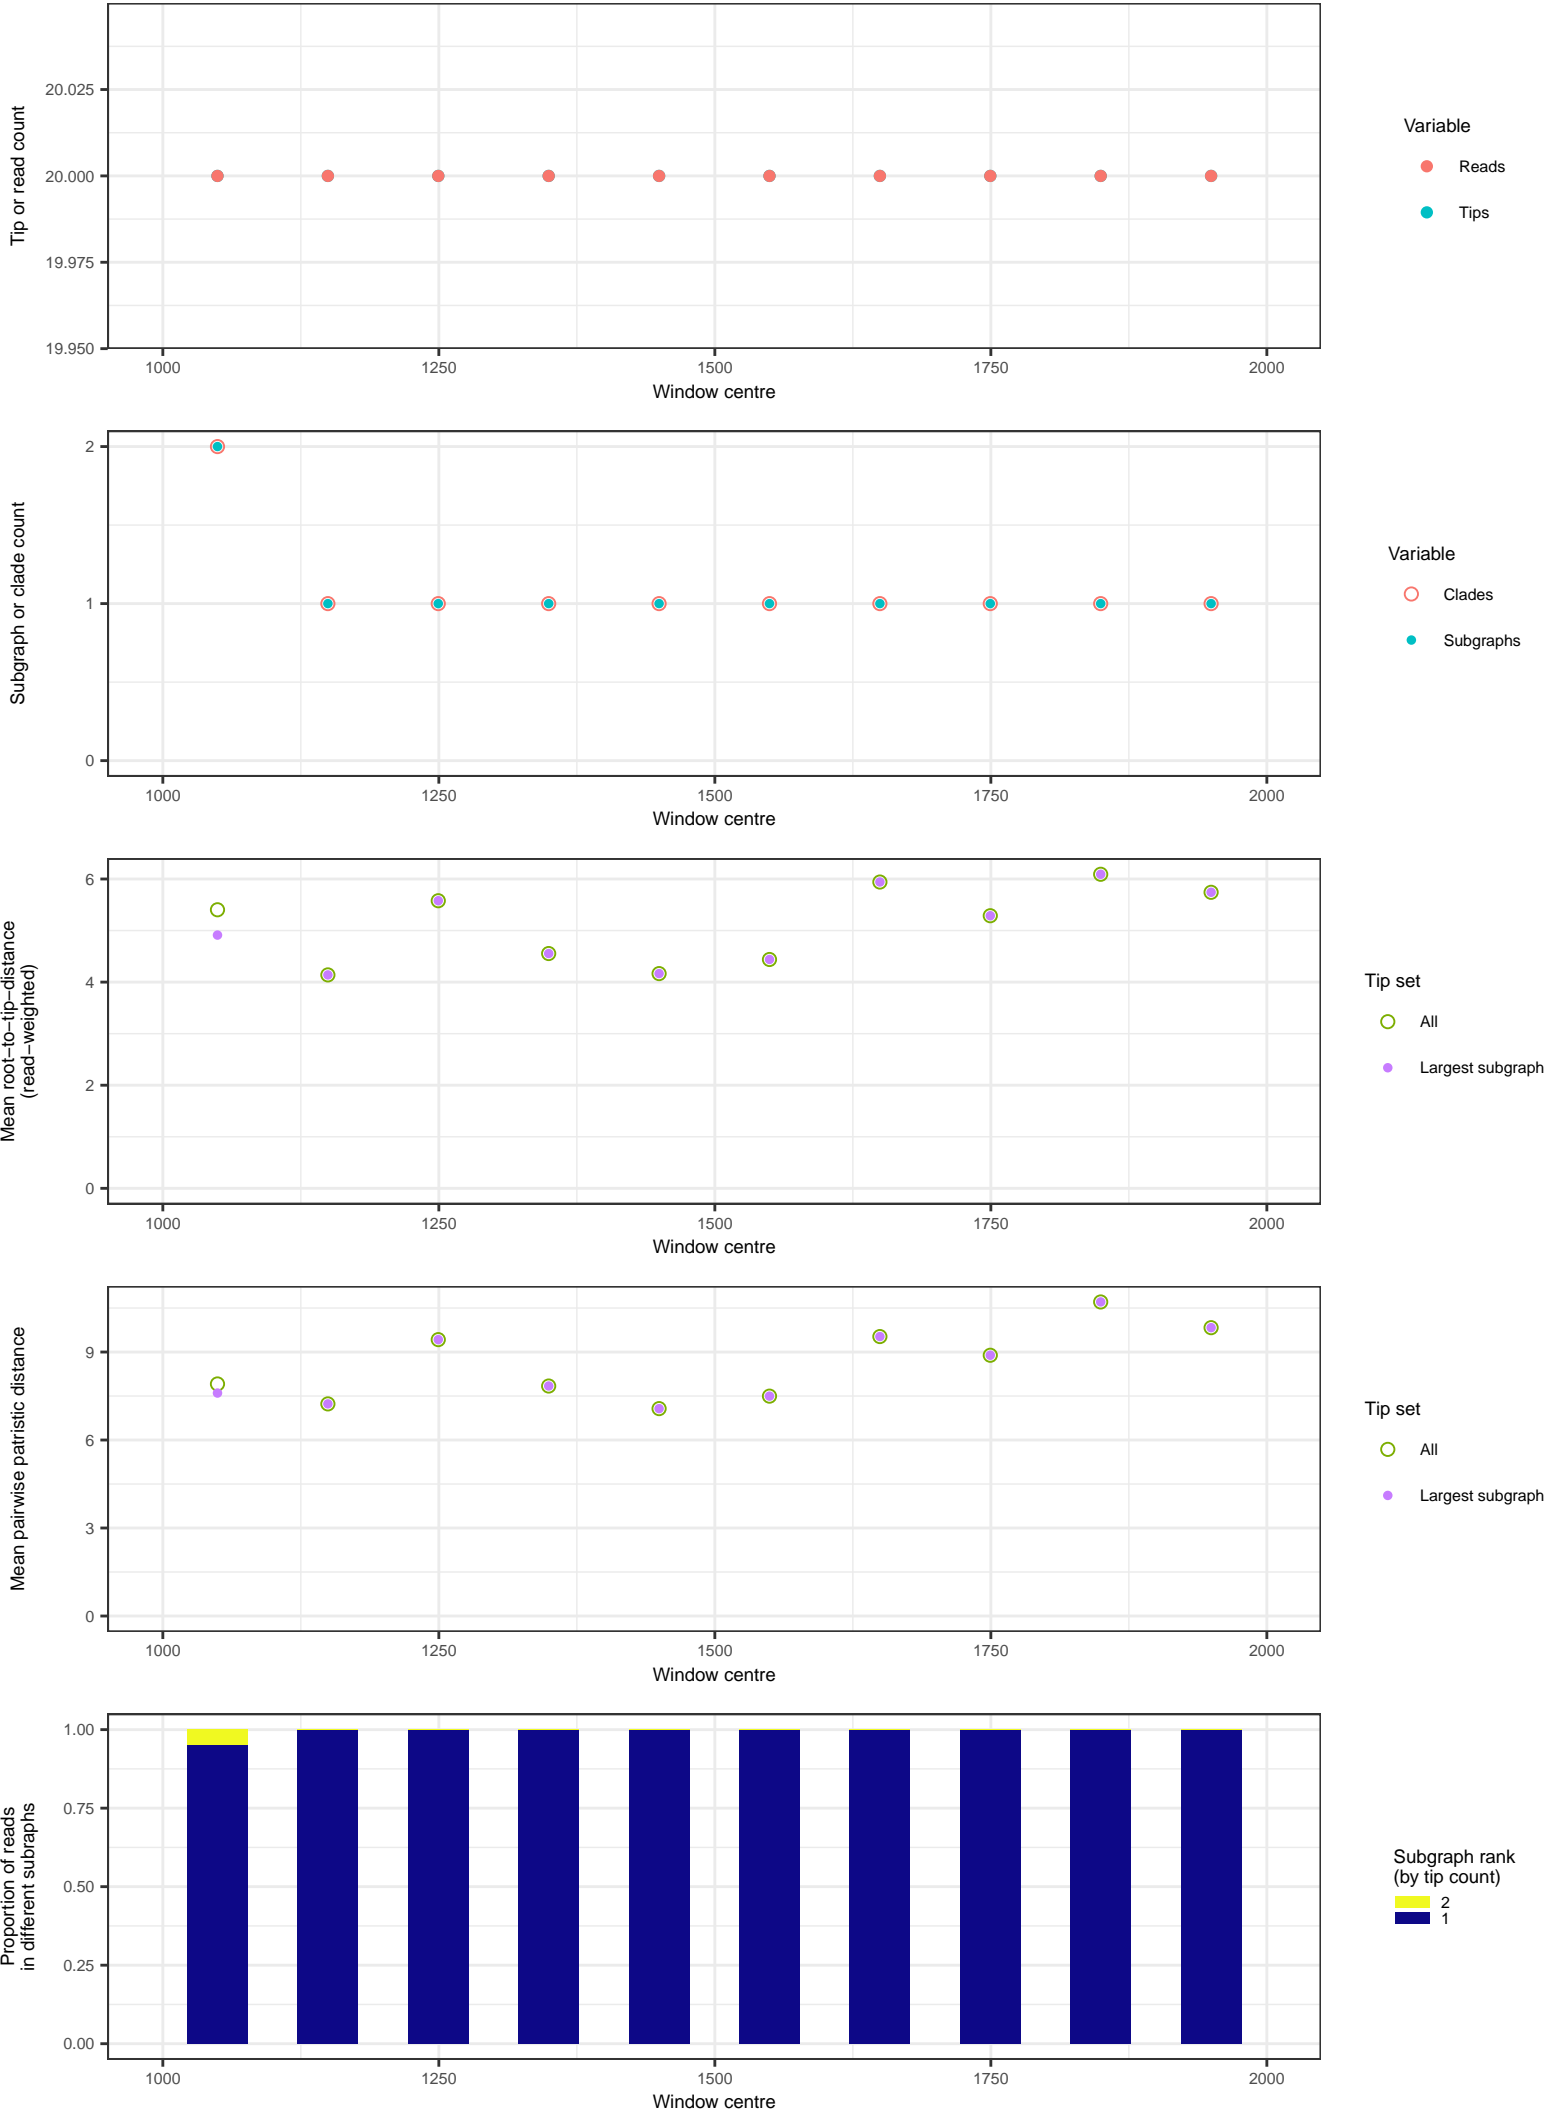 Tip or read count
20.025
20.000
19.975
19.950
1000 1250 1500 1750 2000
Window centre
Variable
Reads
Tips
Subgraph or clade count
2
1
0
1000 1250 1500 1750 2000
Window centre
Variable
Clades
Subgraphs
Mean root−to−tip−distance
(read−weighted)
6
4
2
0
1000 1250 1500 1750 2000
Window centre
Tip set
All
Largest subgraph
Mean pairwise patristic distance
9
6
3
0
1000 1250 1500 1750 2000
Window centre
Tip set
All
Largest subgraph
Proportion of reads
in different subraphs
1.00
0.75
0.50
0.25
0.00
1000 1250 1500 1750 2000
Window centre
Subgraph rank
(by tip count)
2
1